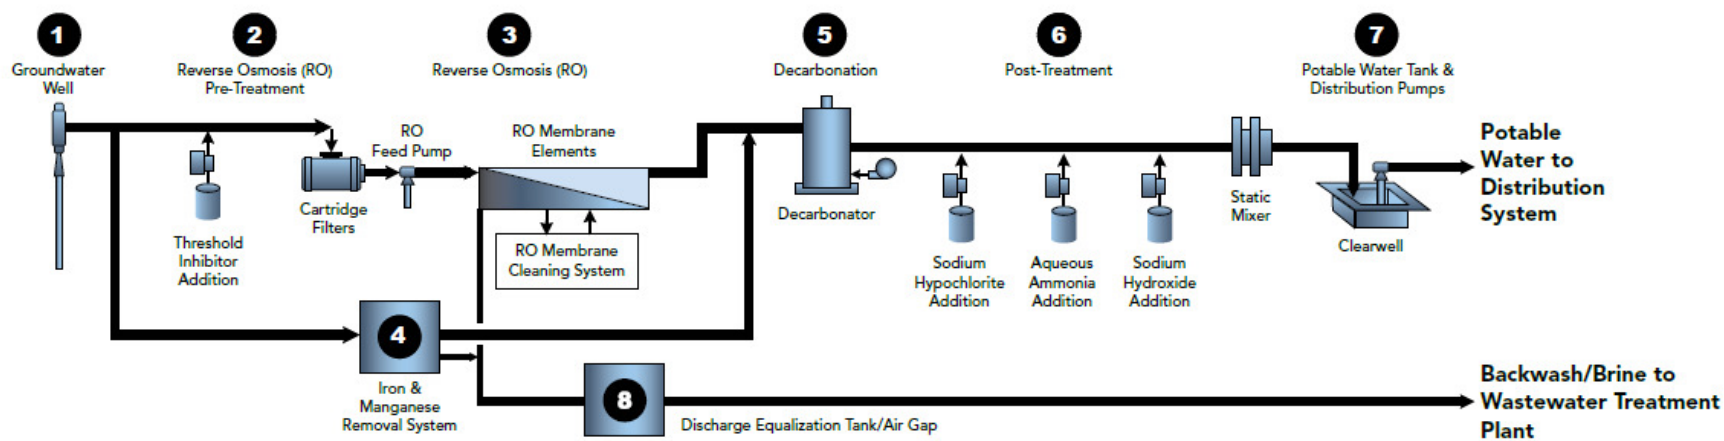 1
Groundwater
Well
2
Reverse Osmosis (RO)
Pre-Treatment
3
Reverse Osmosis (RO)
5
Decarbonation
6
Post-Treatment
7
Potable Water Tank &
Distribution Pumps
RO
Feed Pump
RO Membrane
Elements
Cartridge
Filters
Threshold
Inhibitor
Addition
RO Membrane
Cleaning System
Decarbonator
Sodium
Hypochlorite
Addition
Aqueous
Ammonia
Addition
Sodium
Hydroxide
Addition
Static
Mixer
Clearwell
Potable
Water to
Distribution
System
4
Iron &
Manganese
Removal System
8
Discharge Equalization Tank/Air Gap
Backwash/Brine to
Wastewater Treatment
Plant